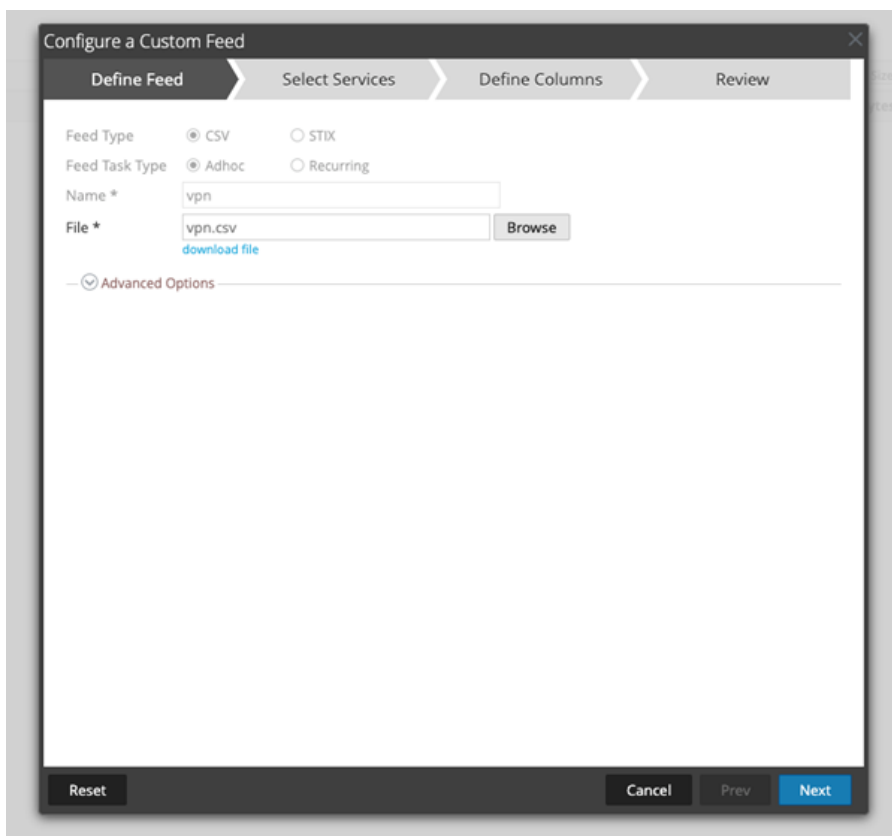 Configure a Custom Feed
Define Feed Select Services Define Columns Review
Feed Type CSV STIX
Feed Task Type Adhoc Recurring
Name * vpn
File * vpn.csv Browse
download file
Advanced Options
Reset Cancel Prev Next